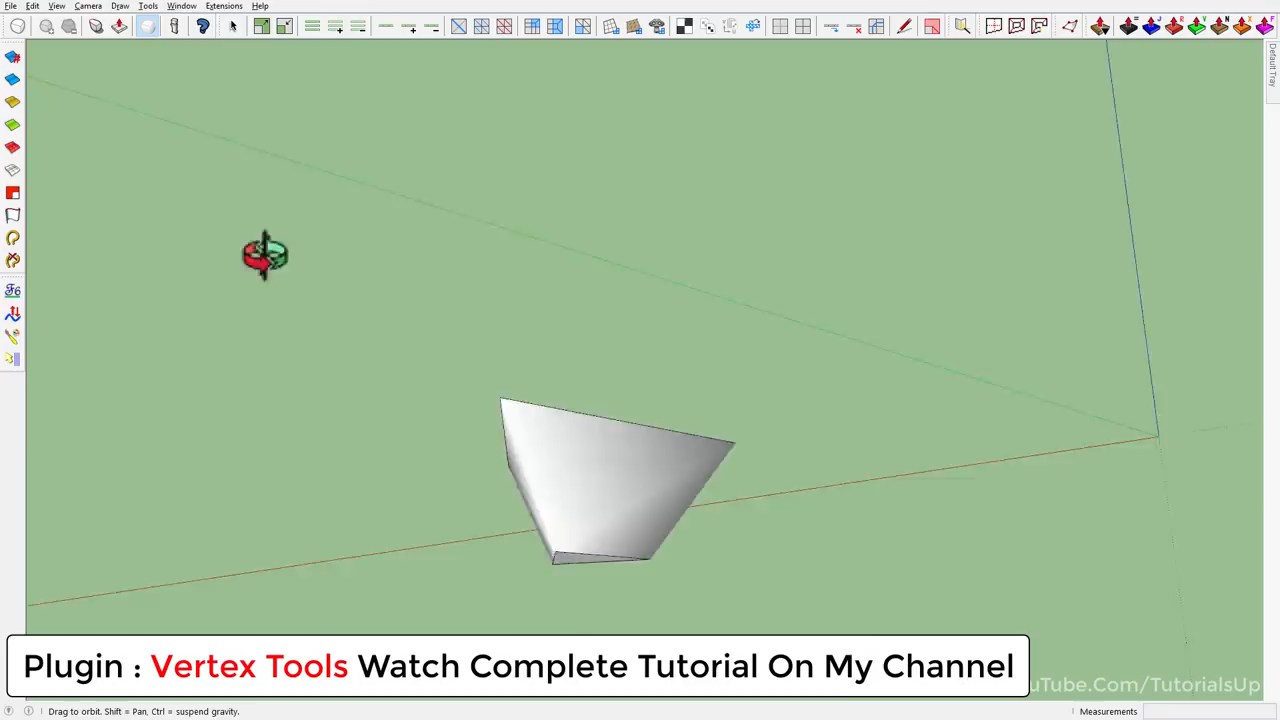 File Edit View Camera Draw Tools Window Extensions Help
Default Tray
Plugin : Vertex Tools Watch Complete Tutorial On My Channel
uTube.Com/TutorialsUp
Drag to orbit. Shift = Pan, Ctrl = suspend gravity.
Measurements